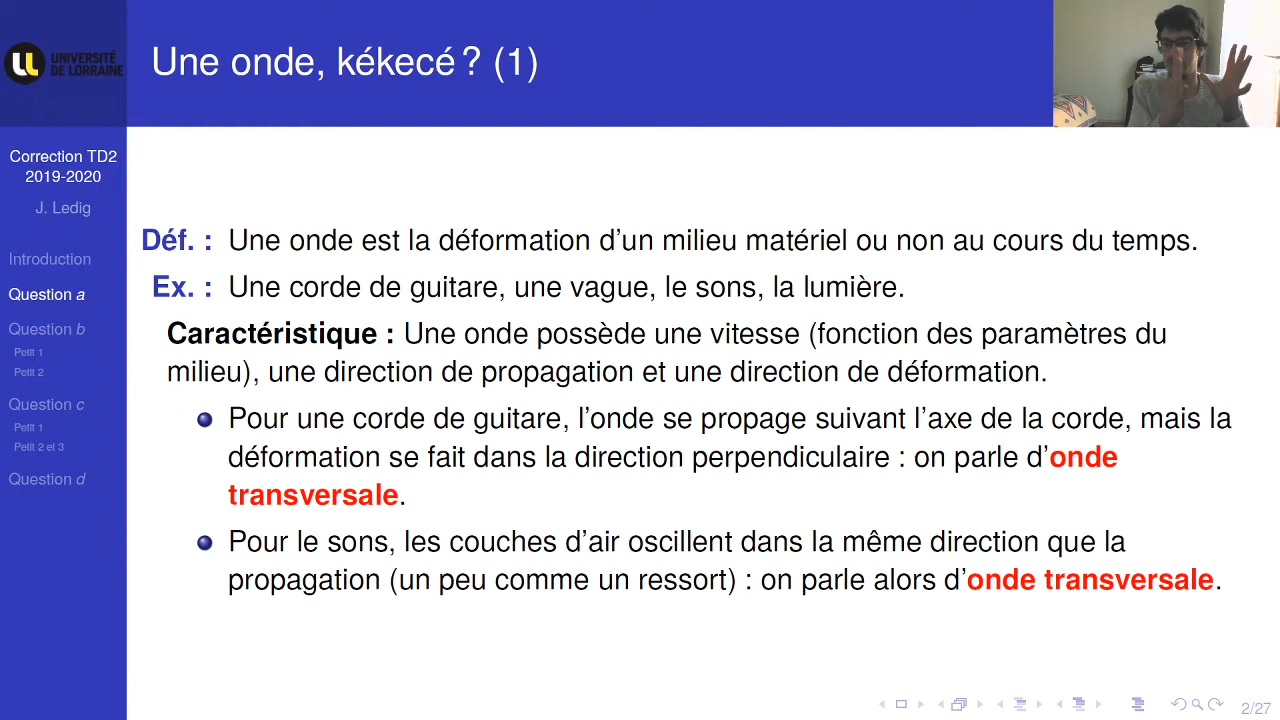 Une onde, kékecé ? (1)
UNIVERSITÉ
DE LORRAINE
Correction TD2
2019-2020
J. Ledig
Introduction
Question a
Question b
Petit 1
Petit 2
Question c
Petit 1
Petit 2 et 3
Question d
Déf. : Une onde est la déformation d'un milieu matériel ou non au cours du temps.
Ex. : Une corde de guitare, une vague, le sons, la lumière.
Caractéristique : Une onde possède une vitesse (fonction des paramètres du
milieu), une direction de propagation et une direction de déformation.
Pour une corde de guitare, l'onde se propage suivant l'axe de la corde, mais la
déformation se fait dans la direction perpendiculaire : on parle d'onde
transversale.
Pour le sons, les couches d'air oscillent dans la même direction que la
propagation (un peu comme un ressort) : on parle alors d'onde transversale.
2/27